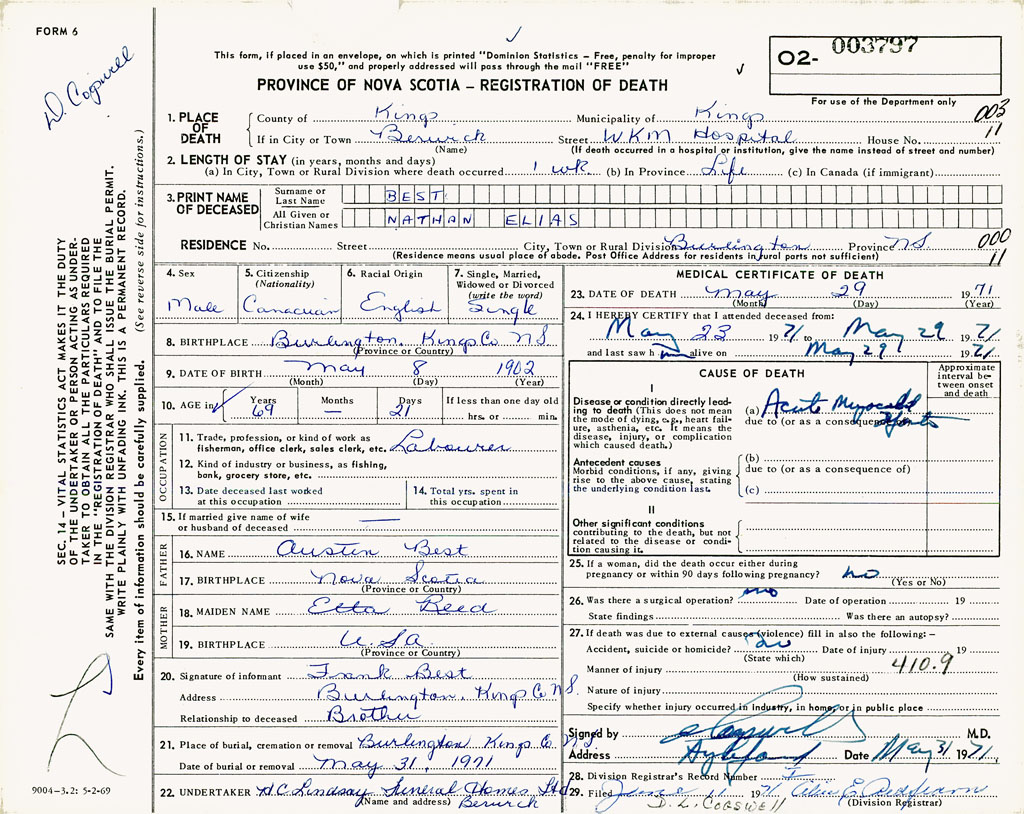 FORM 6
D. Cogswell
This form, if placed in an envelope, on which is printed "Dominion Statistics – Free, penalty for improper
use $50," and properly addressed will pass through the mail "FREE"
PROVINCE OF NOVA SCOTIA – REGISTRATION OF DEATH
O2- 003797
For use of the Department only
003
11
1. PLACE OF DEATH County of Kings Municipality of Kings
If in City or Town Berwick Street WKM Hospital House No.
(Name) (If death occurred in a hospital or institution, give the name instead of street and number)
2. LENGTH OF STAY (in years, months and days)
(a) In City, Town or Rural Division where death occurred 1 wk. (b) In Province Life (c) In Canada (if immigrant)
3. PRINT NAME OF DECEASED Surname or Last Name BEST
All Given or Christian Names NATHAN ELIAS
000
11
RESIDENCE No. Street City, Town or Rural Division Burlington Province N.S.
(Residence means usual place of abode. Post Office Address for residents in rural parts not sufficient)
4. Sex Male
5. Citizenship (Nationality) Canadian
6. Racial Origin English
7. Single, Married, Widowed or Divorced (write the word) Single
8. BIRTHPLACE Burlington. Kings Co N.S.
(Province or Country)
9. DATE OF BIRTH May 8 1902
(Month) (Day) (Year)
10. AGE in Years 69 Months — Days 21 If less than one day old
hrs. or min.
OCCUPATION
11. Trade, profession, or kind of work as
fisherman, office clerk, sales clerk, etc. Labourer
12. Kind of industry or business, as fishing,
bank, grocery store, etc.
13. Date deceased last worked
at this occupation
14. Total yrs. spent in
this occupation
15. If married give name of wife
or husband of deceased —
FATHER
16. NAME Austin Best
17. BIRTHPLACE Nova Scotia
(Province or Country)
MOTHER
18. MAIDEN NAME Etta Reed
19. BIRTHPLACE U.S.A
(Province or Country)
20. Signature of informant Frank Best
Address Burlington, Kings Co N.S.
Relationship to deceased Brother
21. Place of burial, cremation or removal Burlington Kings Co N.S.
Date of burial or removal May 31, 1971
22. UNDERTAKER H.C. Lindsay Funeral Homes Ltd
(Name and address) Berwick
MEDICAL CERTIFICATE OF DEATH
23. DATE OF DEATH May 29 1971
(Month) (Day) (Year)
24. I HEREBY CERTIFY that I attended deceased from:
May 23 1971 to May 29 1971
and last saw him alive on May 29 1971
CAUSE OF DEATH
Approximate interval between onset and death
I
Disease or condition directly leading to death (This does not mean the mode of dying, e.g., heart failure, asthenia, etc. It means the disease, injury, or complication which caused death.)
(a) Acute Myocardial Infarct
due to (or as a consequence of)
Antecedent causes
Morbid conditions, if any, giving rise to the above cause, stating the underlying condition last.
(b)
due to (or as a consequence of)
(c)
II
Other significant conditions
contributing to the death, but not related to the disease or condition causing it.
25. If a woman, did the death occur either during
pregnancy or within 90 days following pregnancy? no
(Yes or No)
26. Was there a surgical operation? no Date of operation 19
State findings Was there an autopsy?
27. If death was due to external causes (violence) fill in also the following:–
Accident, suicide or homicide? no Date of injury 19
(State which)
Manner of injury 410.9
(How sustained)
Nature of injury
Specify whether injury occurred in industry, in home, or in public place
Signed by Cogswell M.D.
Address Aylesford Date May 31 1971
28. Division Registrar's Record Number
29. Filed June 1 1971
D. L. COGSWELL (Division Registrar)
SEC. 14 – VITAL STATISTICS ACT MAKES IT THE DUTY
OF THE UNDERTAKER OR PERSON ACTING AS UNDER-
TAKER TO OBTAIN ALL THE PARTICULARS REQUIRED
IN THE "REGISTRATION OF DEATH" AND TO FILE THE
SAME WITH THE DIVISION REGISTRAR WHO SHALL ISSUE THE BURIAL PERMIT.
WRITE PLAINLY WITH UNFADING INK. THIS IS A PERMANENT RECORD.
Every item of information should be carefully supplied. (See reverse side for instructions.)
9004–3.2: 5-2-69